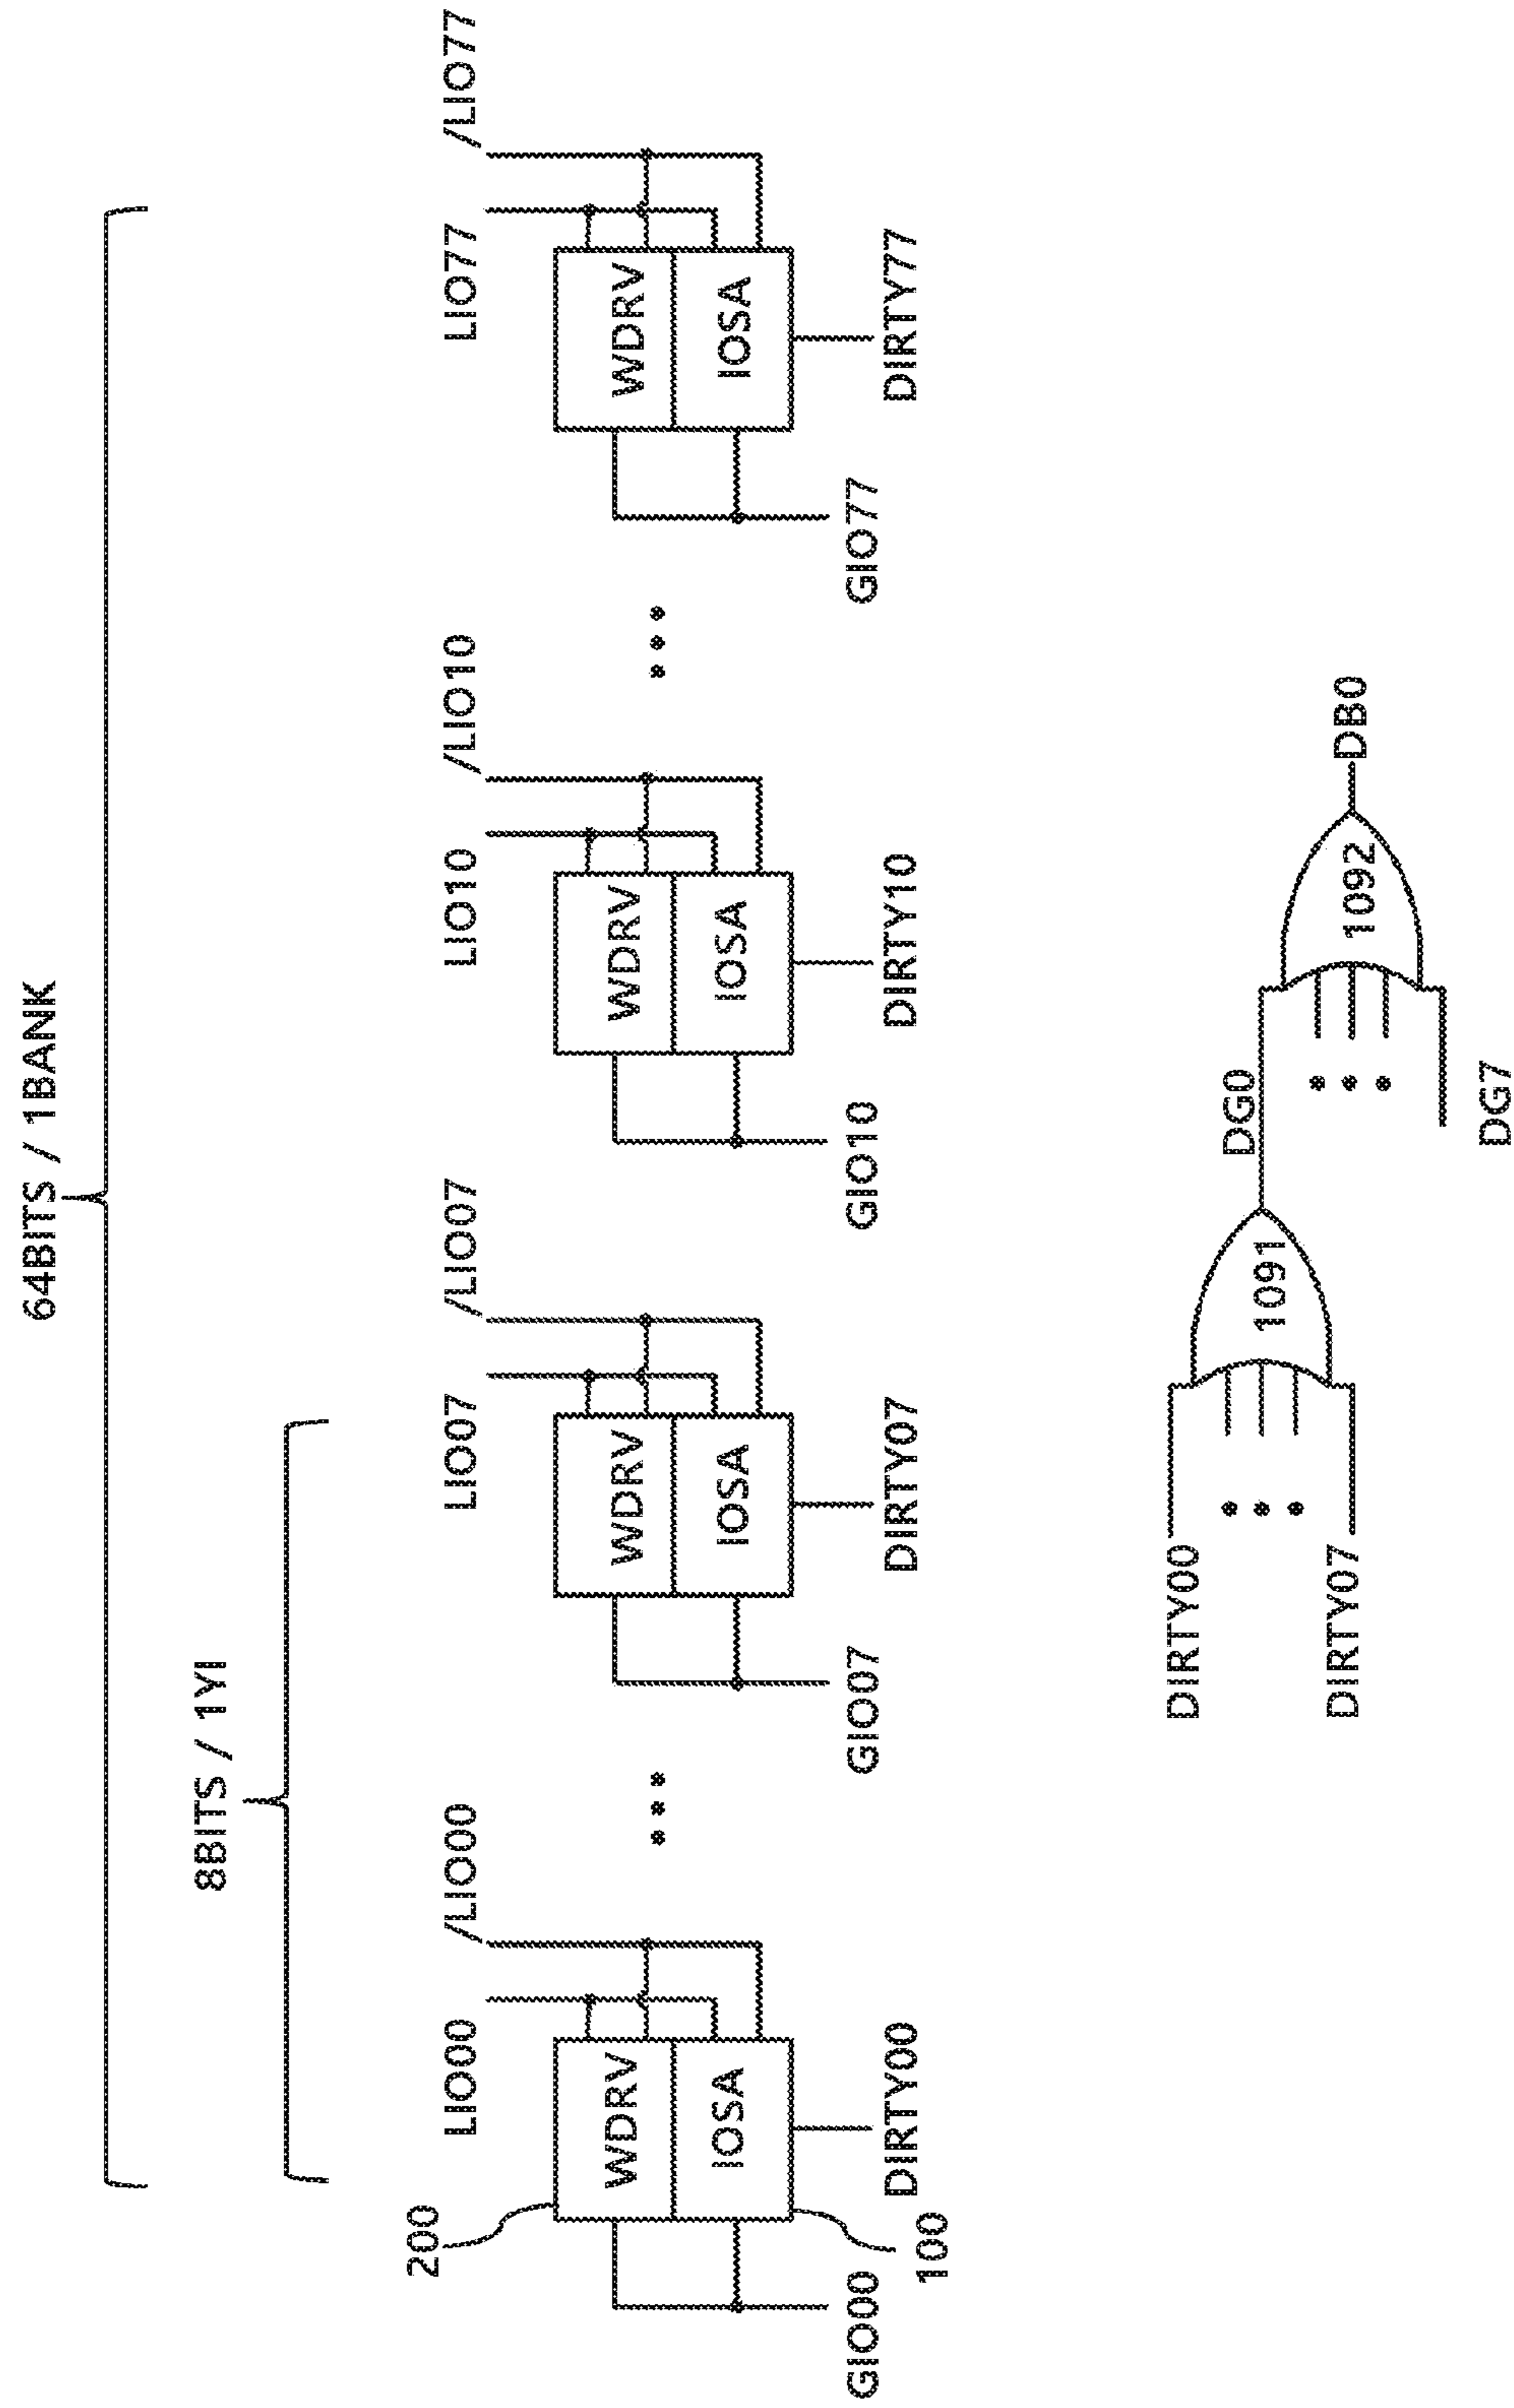 64BITS / 1BANK
8BITS / 1YI
LIO00
/LIO00
LIO07
/LIO07
LIO10
/LIO10
LIO77
/LIO77
200
WDRV
IOSA
WDRV
IOSA
WDRV
IOSA
WDRV
IOSA
GIO00
100
DIRTY00
GIO07
DIRTY07
GIO10
DIRTY10
GIO77
DIRTY77
DIRTY00
DIRTY07
1091
DG0
DG7
1092
DB0